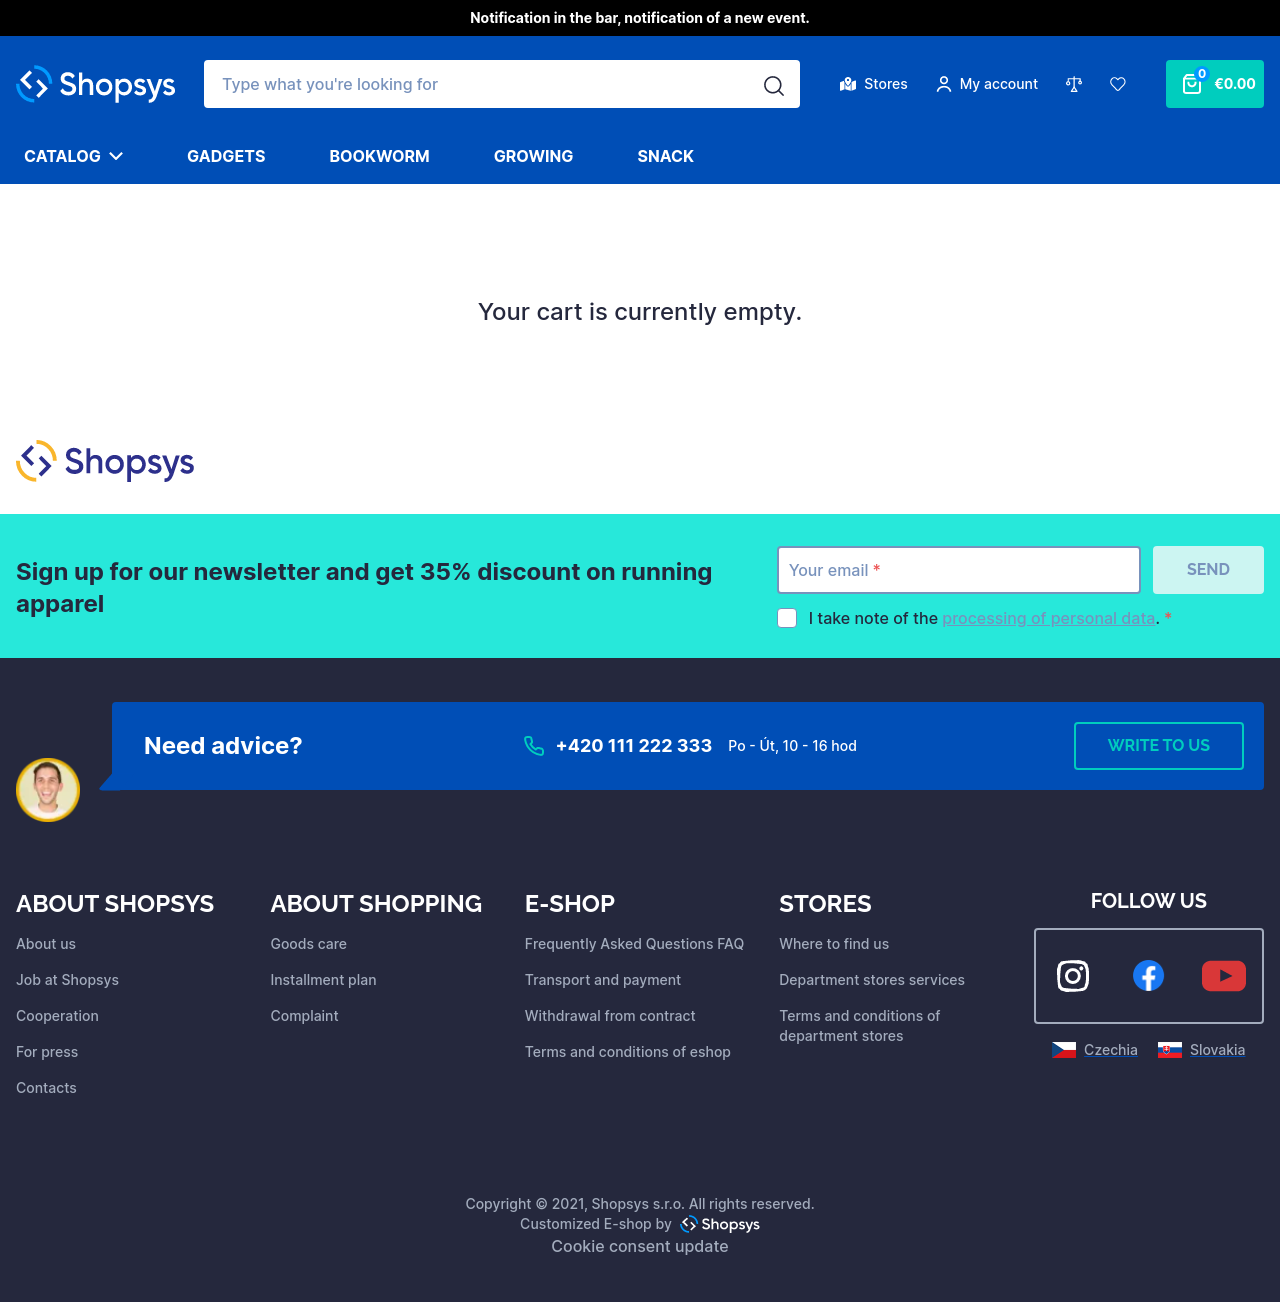 Notification in the bar, notification of a new event.
Shopsys
Type what you're looking for
Stores
My account
0
€0.00
CATALOG
GADGETS
BOOKWORM
GROWING
SNACK
Your cart is currently empty.
Shopsys
Sign up for our newsletter and get 35% discount on running
apparel
Your email *
SEND
I take note of the processing of personal data. *
Need advice?
+420 111 222 333
Po - Út, 10 - 16 hod
WRITE TO US
ABOUT SHOPSYS
About us
Job at Shopsys
Cooperation
For press
Contacts
ABOUT SHOPPING
Goods care
Installment plan
Complaint
E-SHOP
Frequently Asked Questions FAQ
Transport and payment
Withdrawal from contract
Terms and conditions of eshop
STORES
Where to find us
Department stores services
Terms and conditions of
department stores
FOLLOW US
Czechia
Slovakia
Copyright © 2021, Shopsys s.r.o. All rights reserved.
Customized E-shop by Shopsys
Cookie consent update